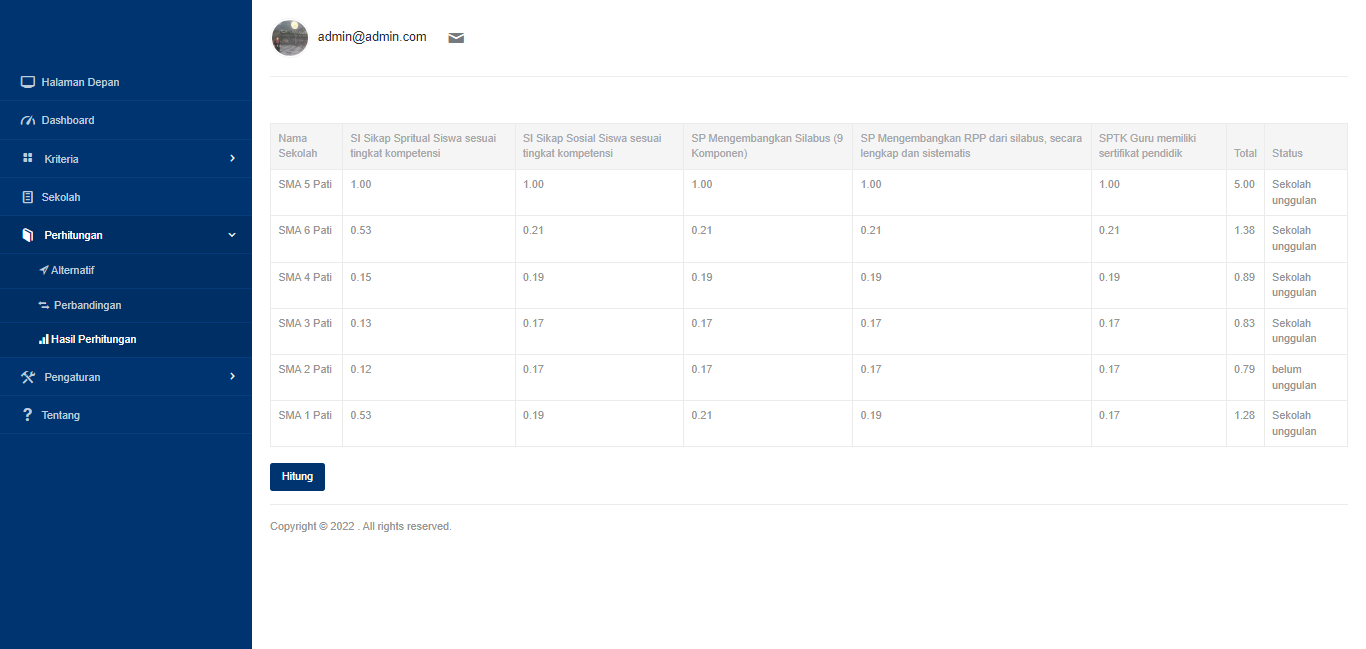 admin@admin.com
Halaman Depan
Dashboard
Kriteria
Sekolah
Perhitungan
Alternatif
Perbandingan
Hasil Perhitungan
Pengaturan
Tentang
Nama
Sekolah
SI Sikap Spritual Siswa sesuai
tingkat kompetensi
SI Sikap Sosial Siswa sesuai
tingkat kompetensi
SP Mengembangkan Silabus (9
Komponen)
SP Mengembangkan RPP dari silabus, secara
lengkap dan sistematis
SPTK Guru memiliki
sertifikat pendidik
Total
Status
SMA 5 Pati 1.00 1.00 1.00 1.00 1.00 5.00 Sekolah
unggulan
SMA 6 Pati 0.53 0.21 0.21 0.21 0.21 1.38 Sekolah
unggulan
SMA 4 Pati 0.15 0.19 0.19 0.19 0.19 0.89 Sekolah
unggulan
SMA 3 Pati 0.13 0.17 0.17 0.17 0.17 0.83 Sekolah
unggulan
SMA 2 Pati 0.12 0.17 0.17 0.17 0.17 0.79 belum
unggulan
SMA 1 Pati 0.53 0.19 0.21 0.19 0.17 1.28 Sekolah
unggulan
Hitung
Copyright © 2022 . All rights reserved.